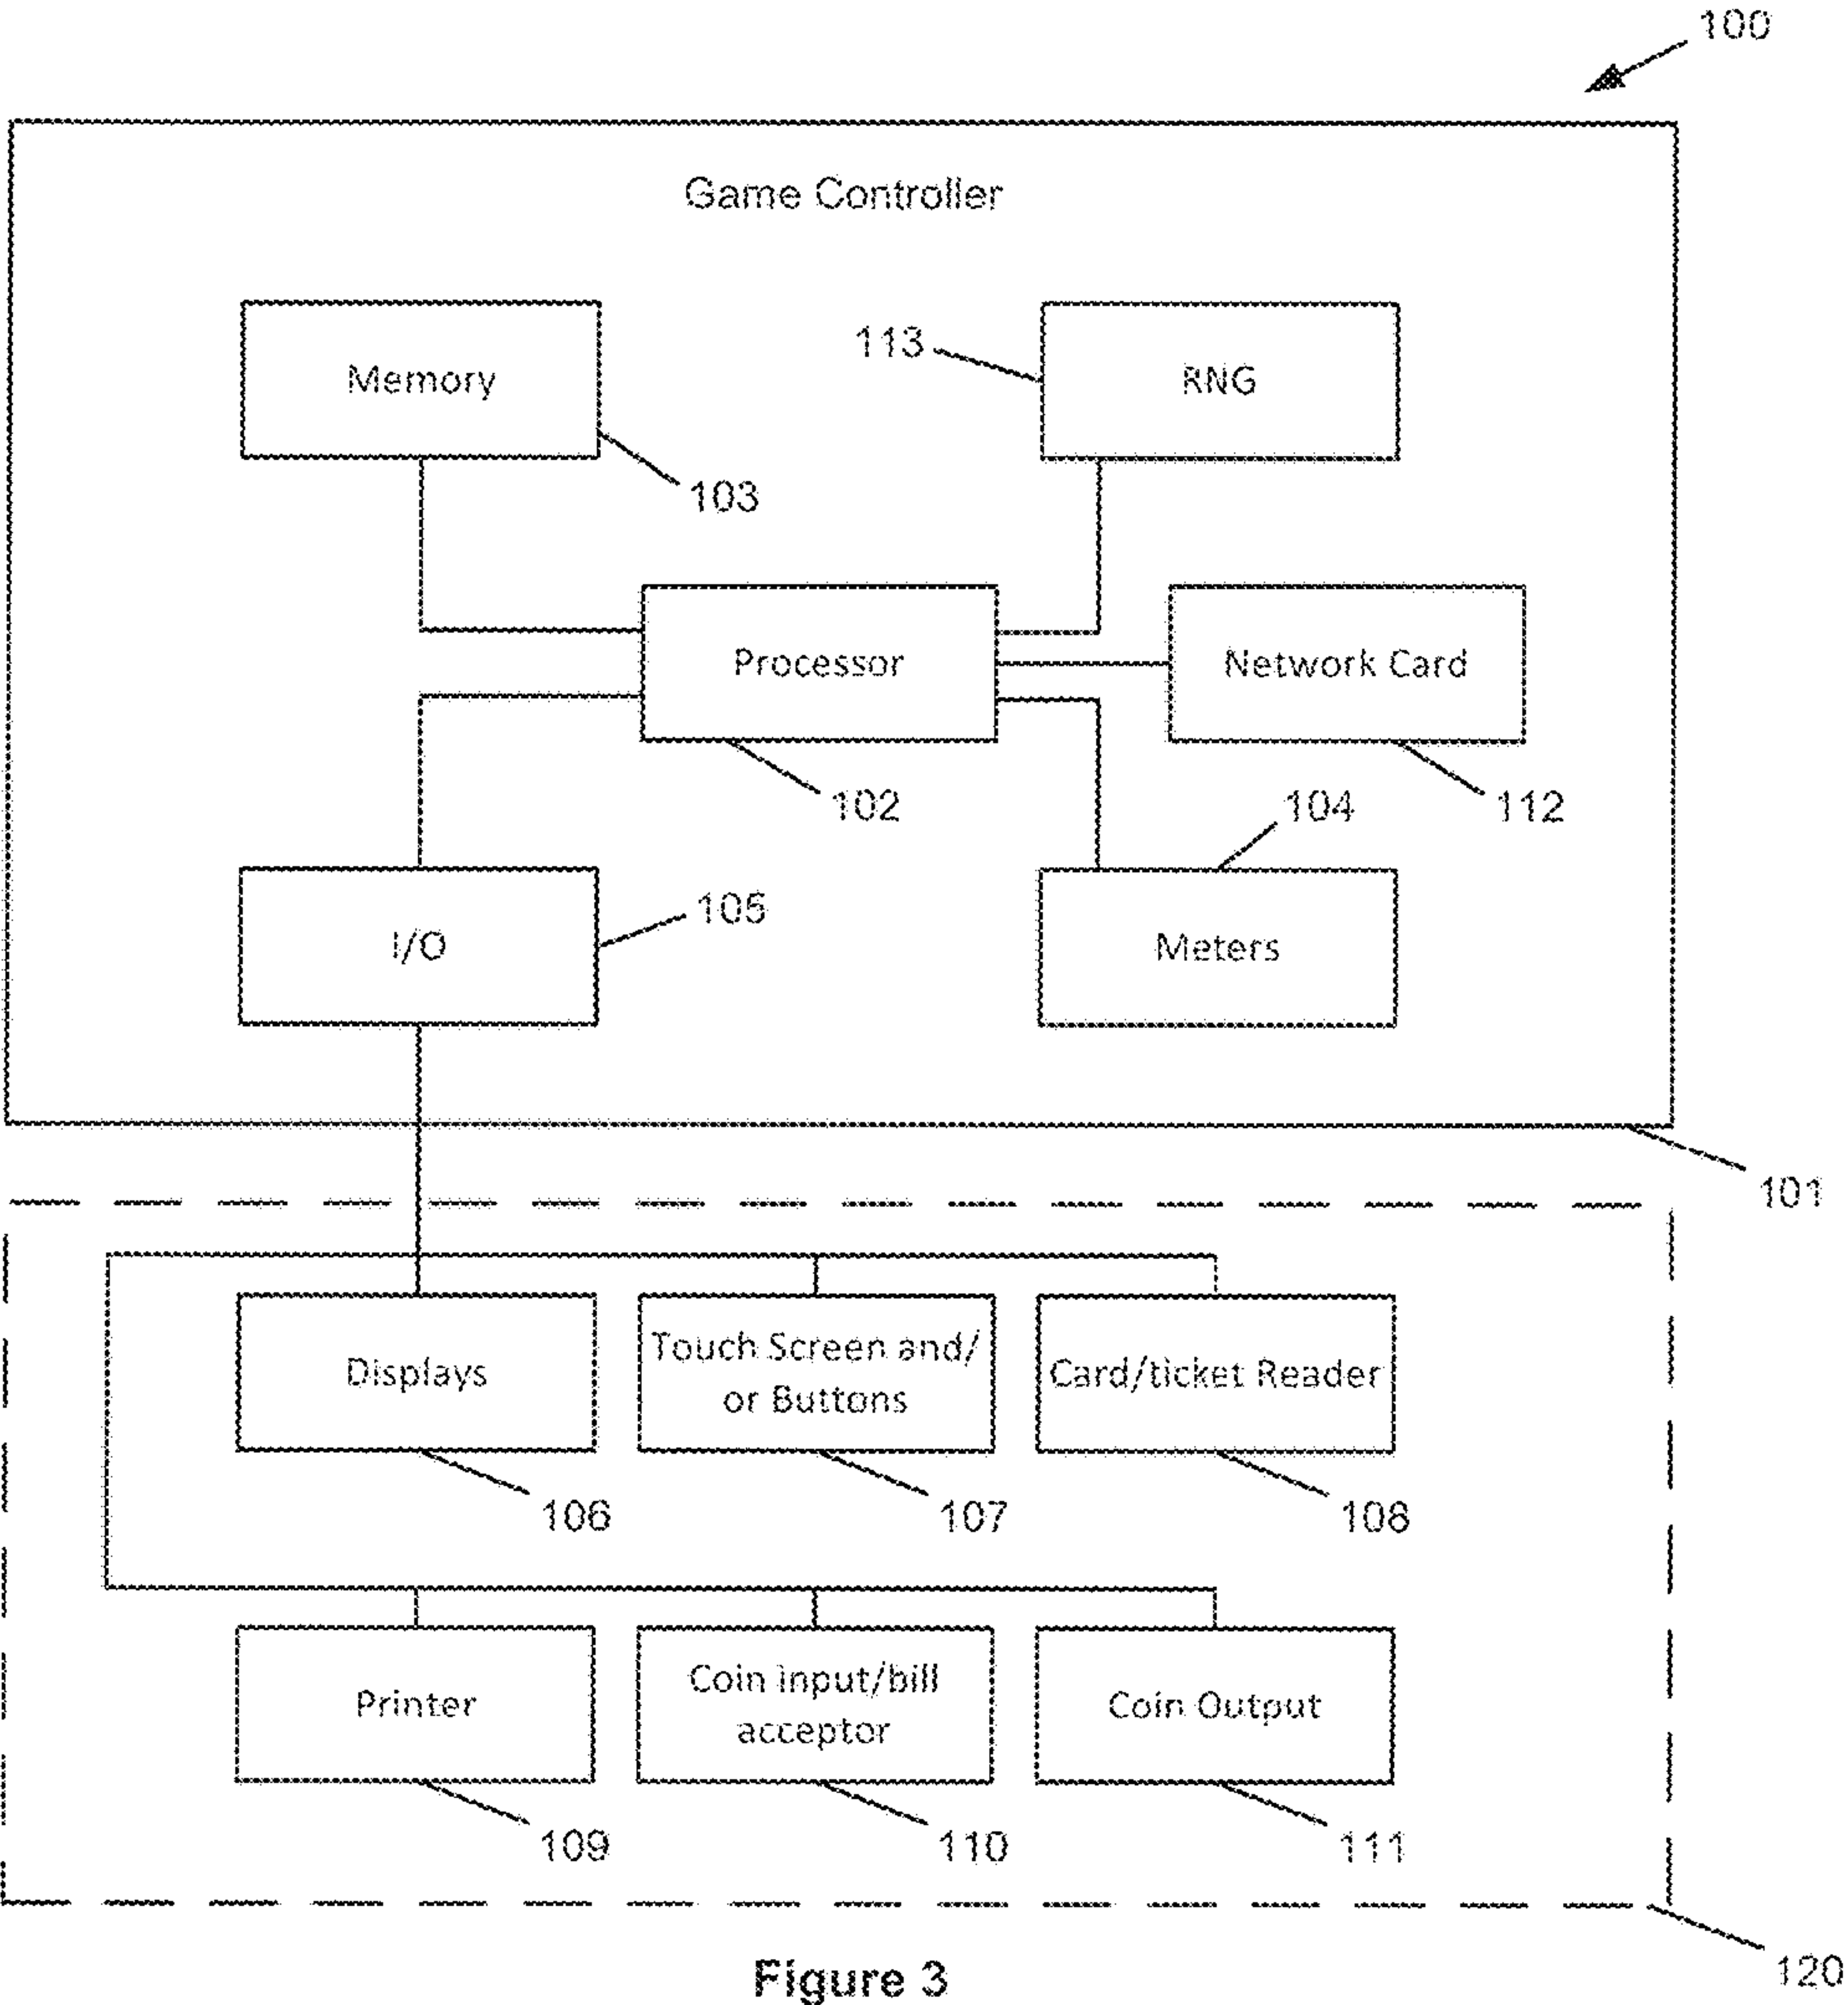 100
Game Controller
Memory
103
113
RNG
Processor
102
Network Card
112
I/O
105
104
Meters
101
Displays
106
Touch Screen and/
or Buttons
107
Card/ticket Reader
108
Printer
109
Coin input/bill
acceptor
110
Coin Output
111
120
Figure 3